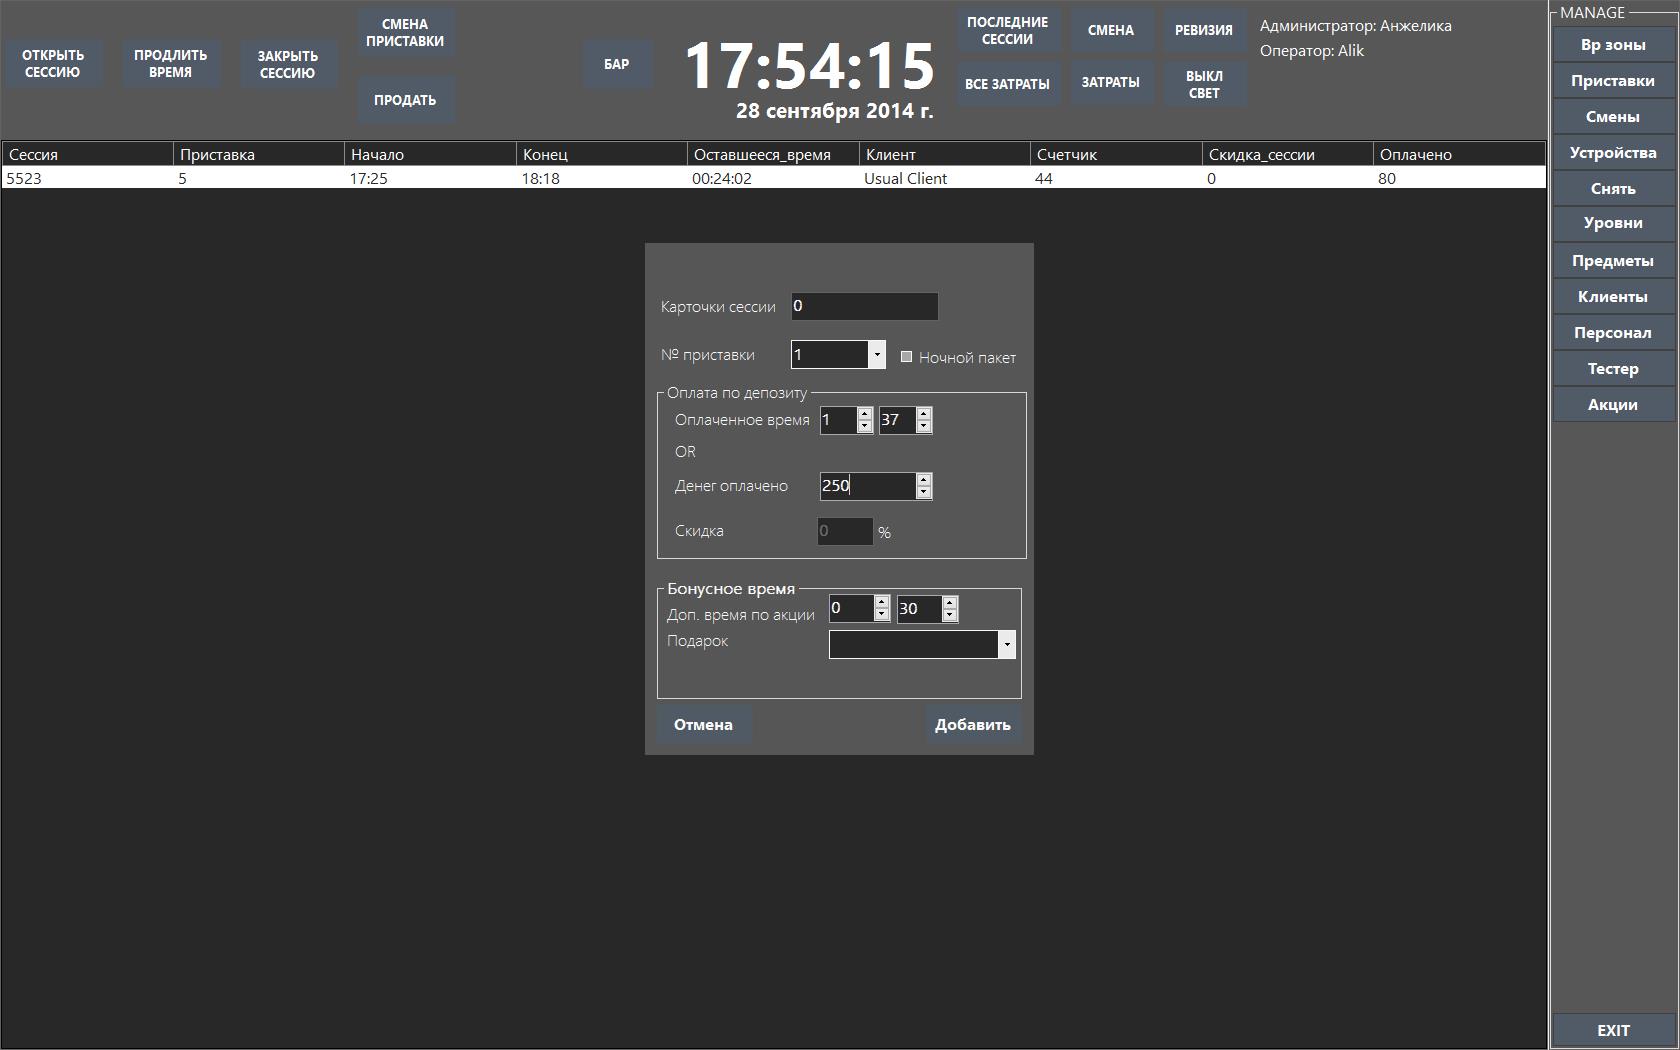 ОТКРЫТЬ
СЕССИЮ
ПРОДЛИТЬ
ВРЕМЯ
ЗАКРЫТЬ
СЕССИЮ
СМЕНА
ПРИСТАВКИ
ПРОДАТЬ
БАР
17:54:15
28 сентября 2014 г.
ПОСЛЕДНИЕ
СЕССИИ
СМЕНА
РЕВИЗИЯ
ВСЕ ЗАТРАТЫ
ЗАТРАТЫ
ВЫКЛ
СВЕТ
Администратор: Анжелика
Оператор: Alik
Сессия Приставка Начало Конец Оставшееся_время Клиент Счетчик Скидка_сессии Оплачено
5523 5 17:25 18:18 00:24:02 Usual Client 44 0 80
Карточки сессии 0
№ приставки 1 Ночной пакет
Оплата по депозиту
Оплаченное время 1 37
OR
Денег оплачено 250
Скидка 0 %
Бонусное время
Доп. время по акции 0 30
Подарок
Отмена Добавить
MANAGE
Вр зоны
Приставки
Смены
Устройства
Снять
Уровни
Предметы
Клиенты
Персонал
Тестер
Акции
EXIT